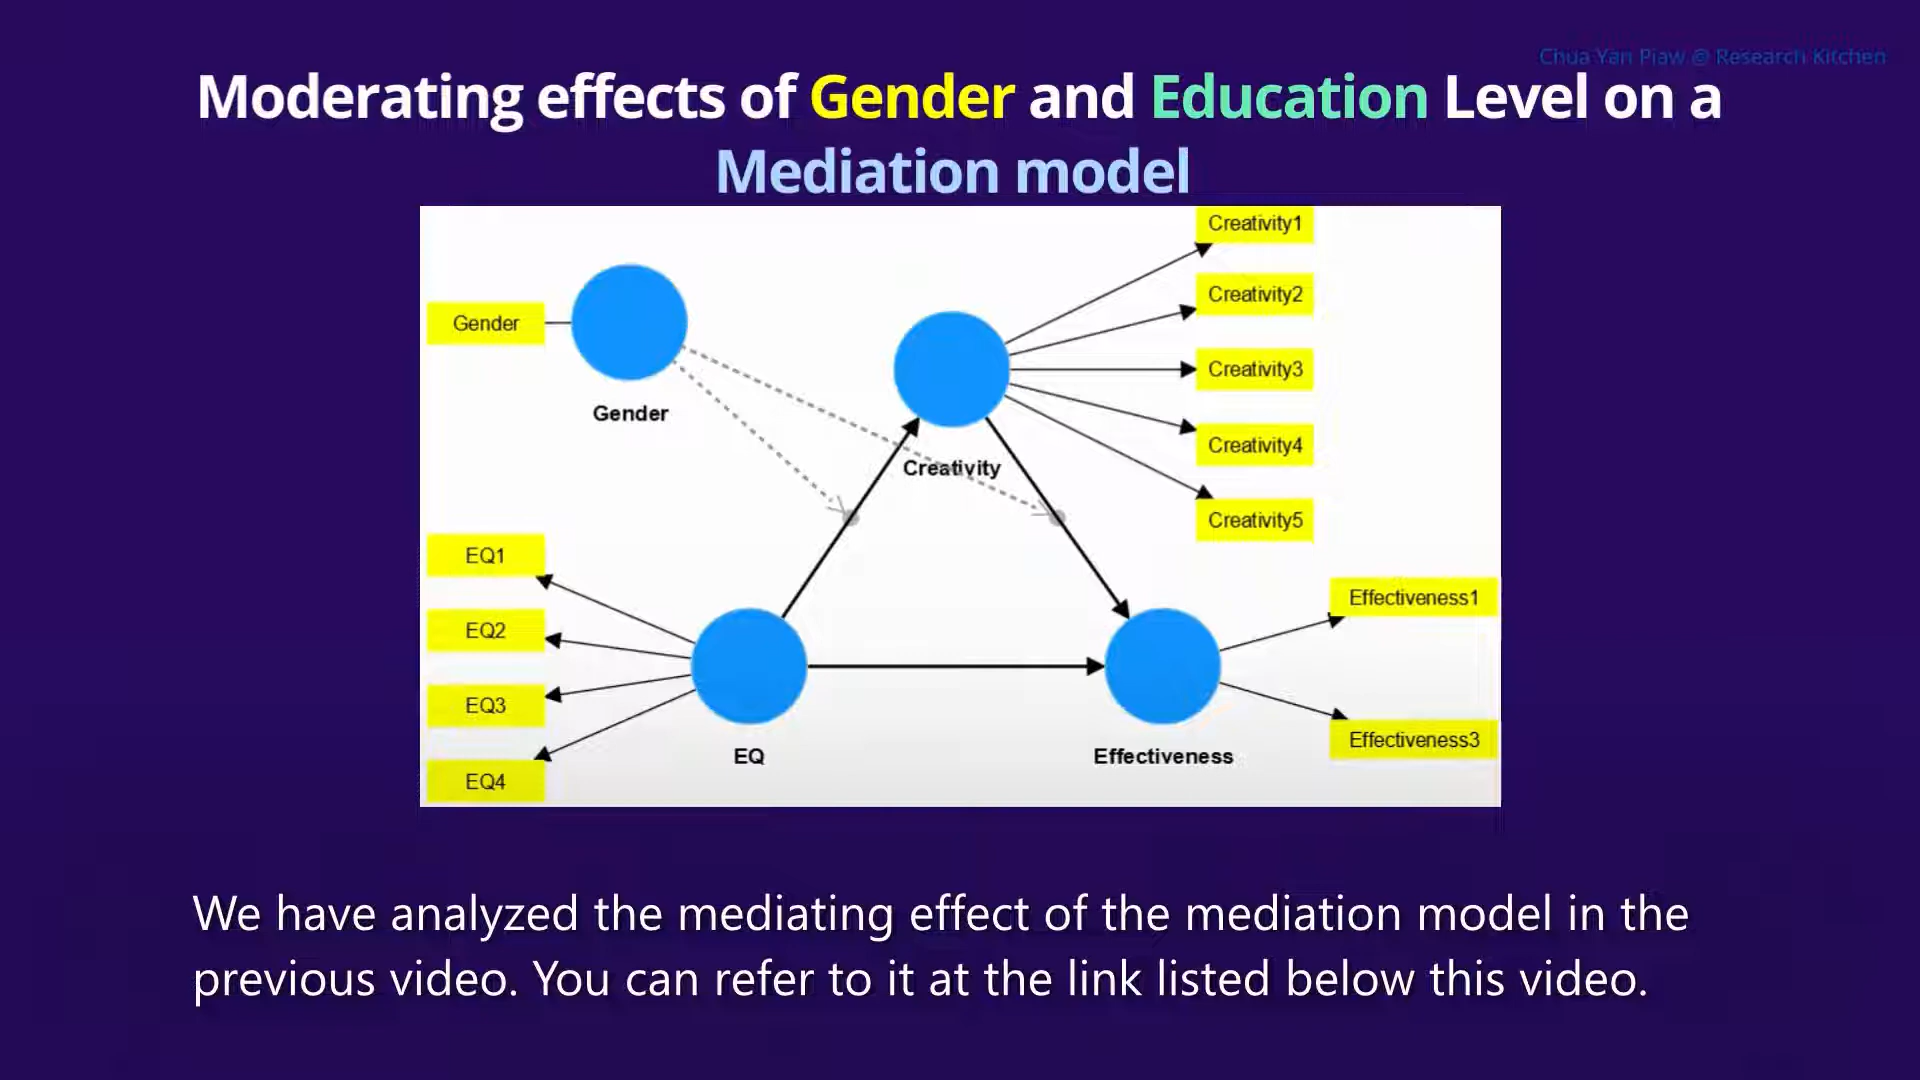 Chua Yan Piaw @ Research Kitchen
Moderating effects of Gender and Education Level on a
Mediation model
Creativity1
Creativity2
Gender
Creativity3
Gender
Creativity4
Creativity
Creativity5
EQ1
Effectiveness1
EQ2
EQ3
Effectiveness3
EQ
Effectiveness
EQ4
We have analyzed the mediating effect of the mediation model in the
previous video. You can refer to it at the link listed below this video.